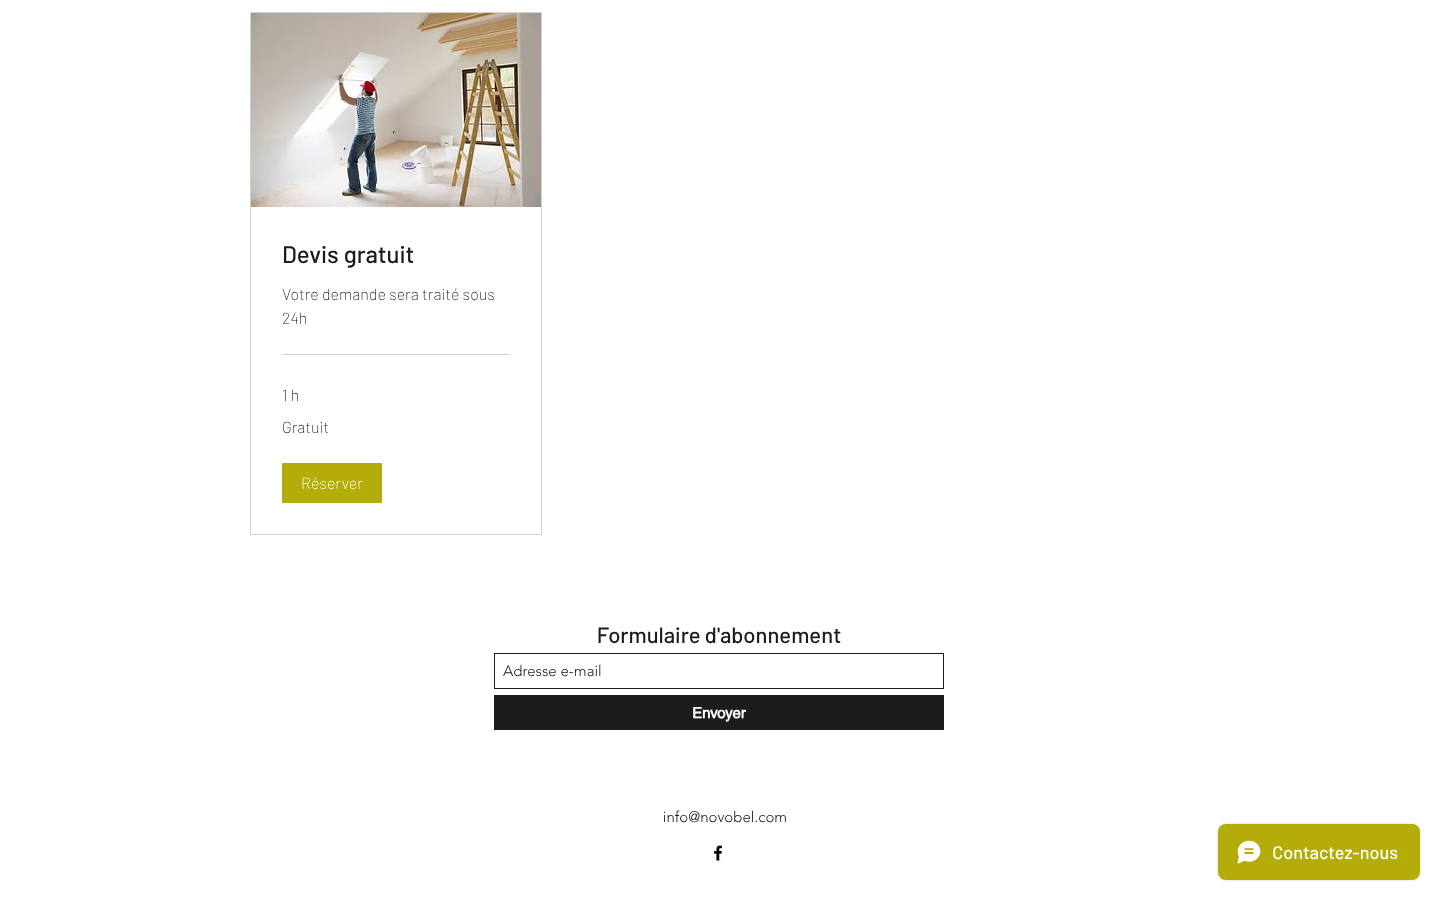 Devis gratuit
Votre demande sera traité sous
24h
1 h
Gratuit
Réserver
Formulaire d'abonnement
Adresse e-mail
Envoyer
info@novobel.com
Contactez-nous